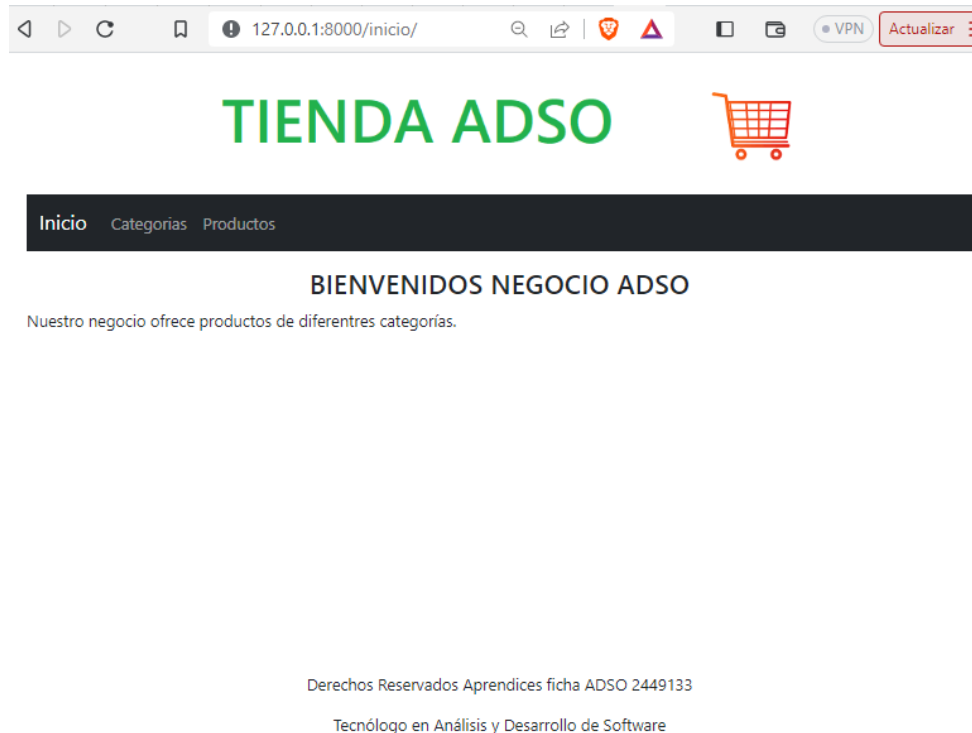 127.0.0.1:8000/inicio/ VPN Actualizar
TIENDA ADSO
Inicio Categorias Productos
BIENVENIDOS NEGOCIO ADSO
Nuestro negocio ofrece productos de diferentres categorías.
Derechos Reservados Aprendices ficha ADSO 2449133
Tecnólogo en Análisis y Desarrollo de Software